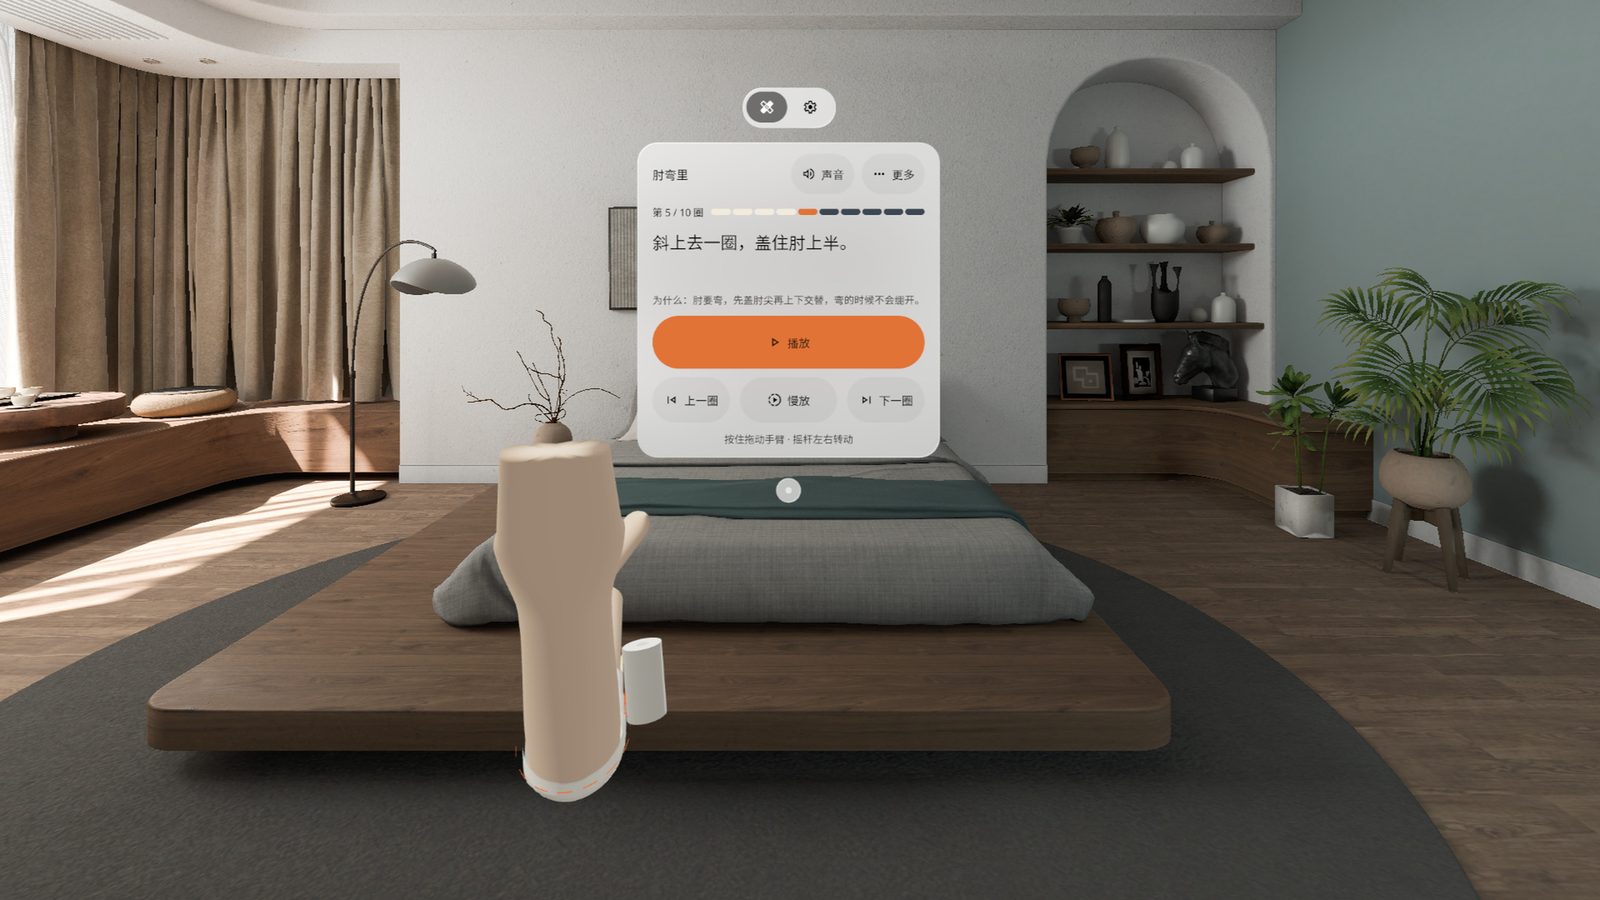 肘弯里
声音
更多
第 5 / 10 圈
斜上去一圈，盖住肘上半。
为什么：肘要弯，先盖肘尖再上下交替，弯的时候不会绷开。
播放
上一圈
慢放
下一圈
按住拖动手臂 · 摇杆左右转动